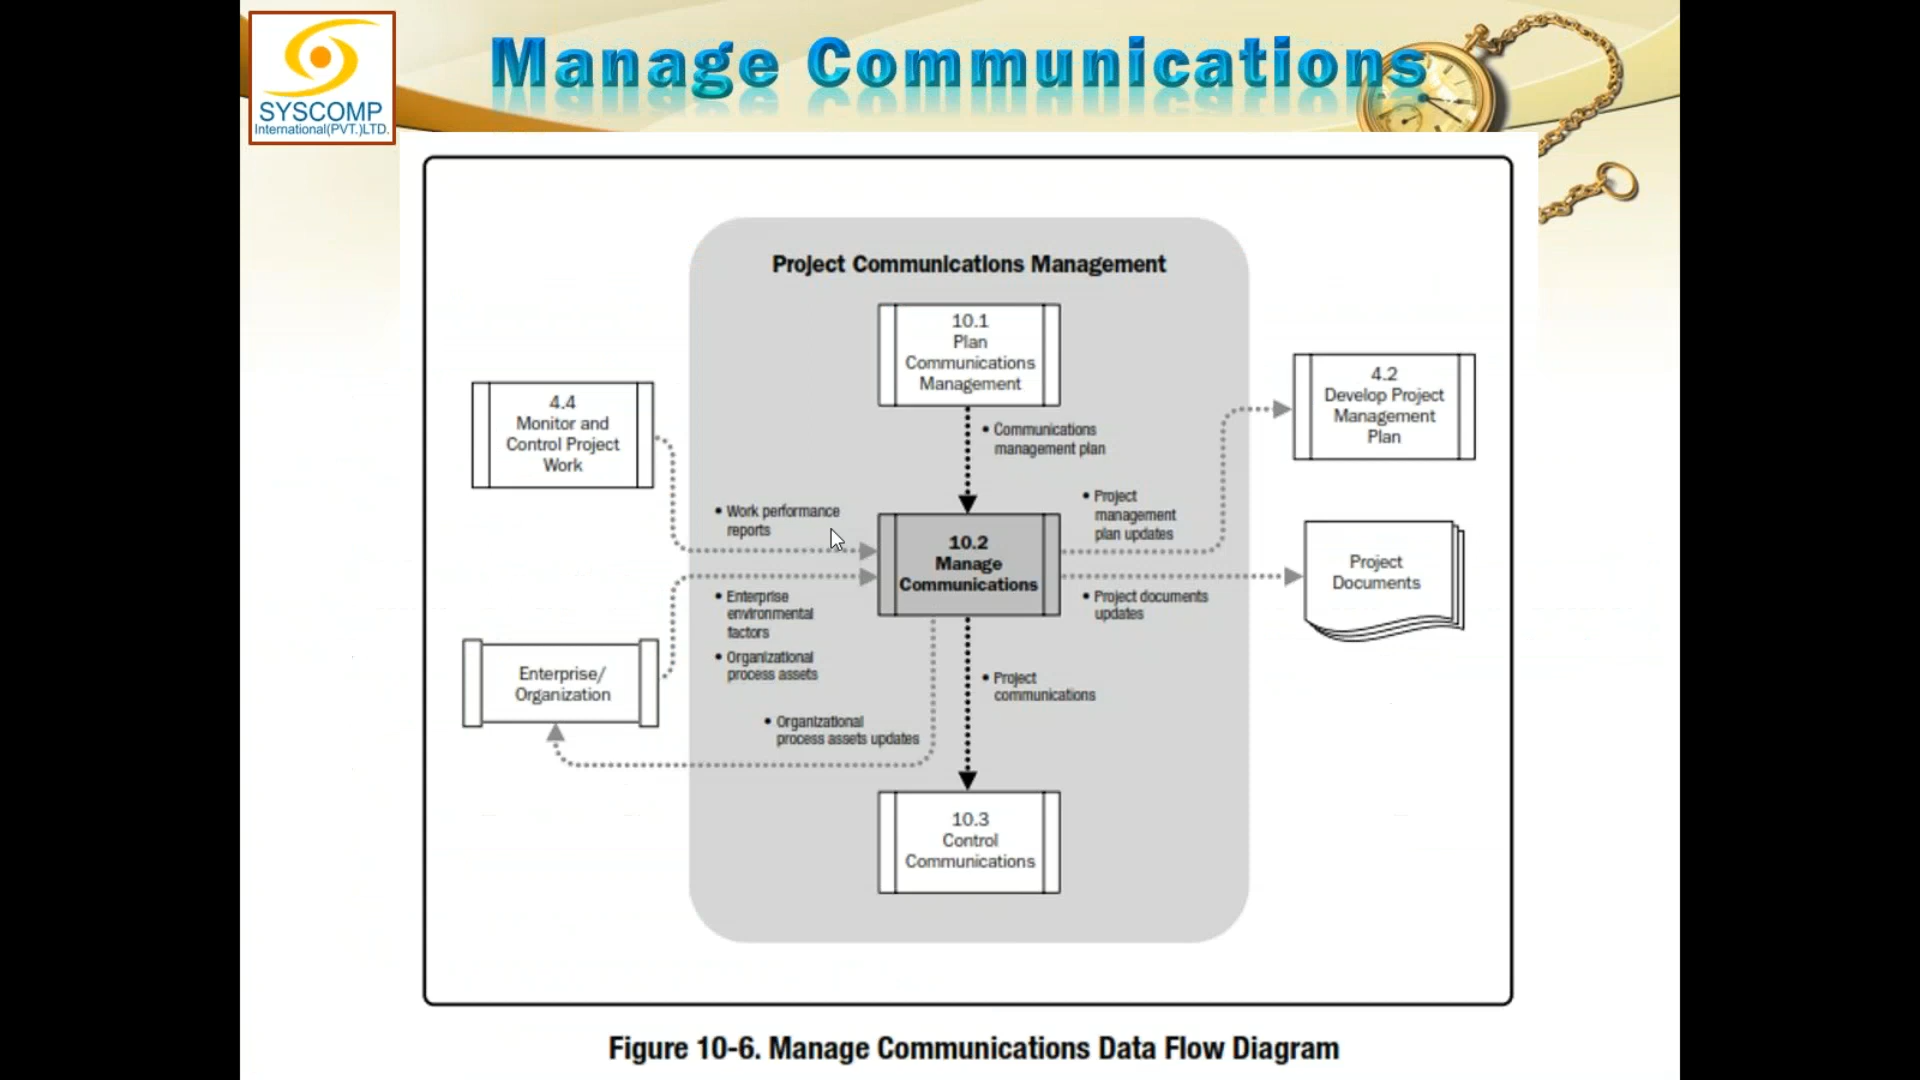 Manage Communications
SYSCOMP
International(PVT.)LTD.
Project Communications Management
10.1
Plan
Communications
Management
4.2
Develop Project
Management
Plan
4.4
Monitor and
Control Project
Work
• Communications
management plan
• Project
management
plan updates
• Work performance
reports
10.2
Manage
Communications
Project
Documents
• Enterprise
environmental
factors
• Project documents
updates
• Organizational
process assets
Enterprise/
Organization
• Project
communications
• Organizational
process assets updates
10.3
Control
Communications
Figure 10-6. Manage Communications Data Flow Diagram